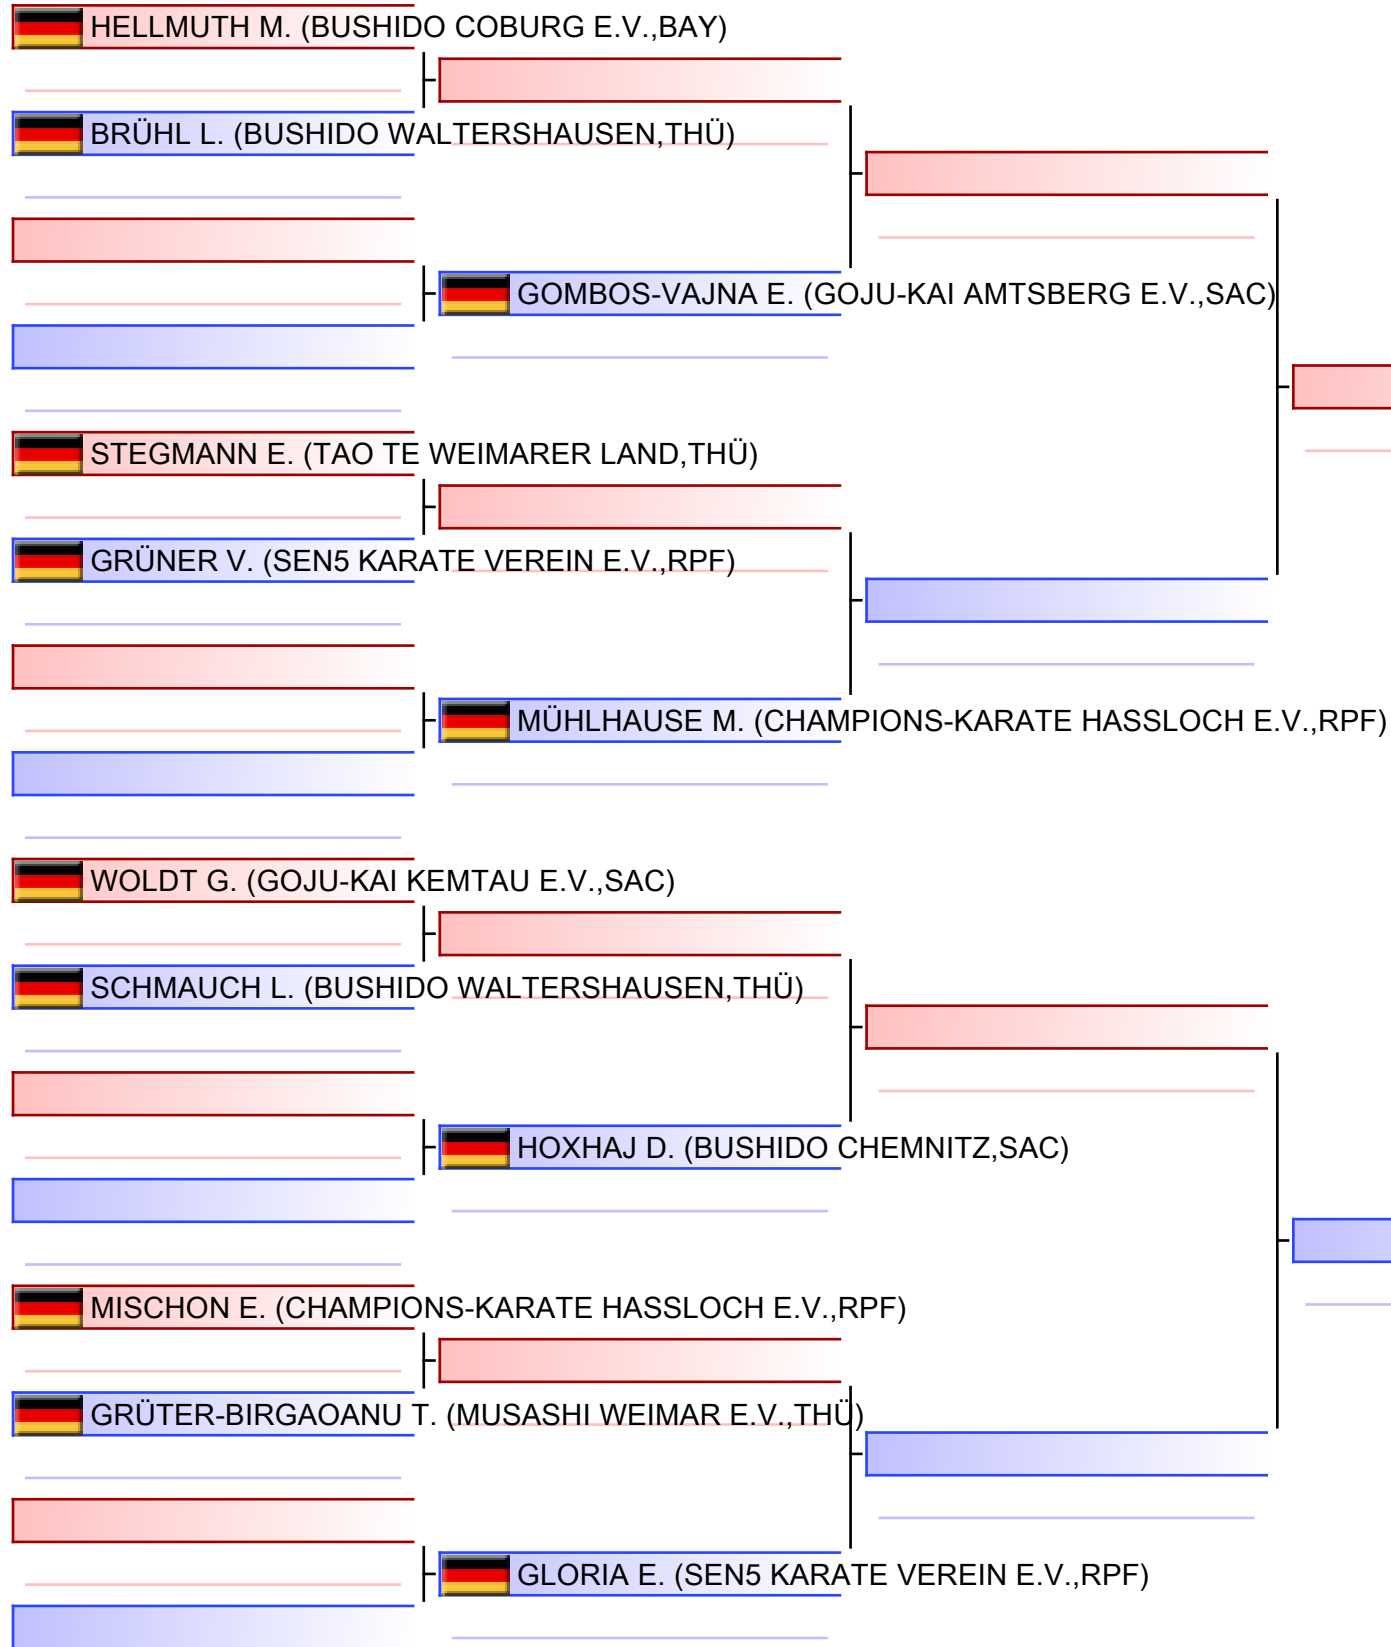 HELLMUTH M. (BUSHIDO COBURG E.V.,BAY)
BRÜHL L. (BUSHIDO WALTERSHAUSEN,THÜ)
GOMBOS-VAJNA E. (GOJU-KAI AMTSBERG E.V.,SAC)
STEGMANN E. (TAO TE WEIMARER LAND,THÜ)
GRÜNER V. (SEN5 KARATE VEREIN E.V.,RPF)
MÜHLHAUSE M. (CHAMPIONS-KARATE HASSLOCH E.V.,RPF)
WOLDT G. (GOJU-KAI KEMTAU E.V.,SAC)
SCHMAUCH L. (BUSHIDO WALTERSHAUSEN,THÜ)
HOXHAJ D. (BUSHIDO CHEMNITZ,SAC)
MISCHON E. (CHAMPIONS-KARATE HASSLOCH E.V.,RPF)
GRÜTER-BIRGAOANU T. (MUSASHI WEIMAR E.V.,THÜ)
GLORIA E. (SEN5 KARATE VEREIN E.V.,RPF)